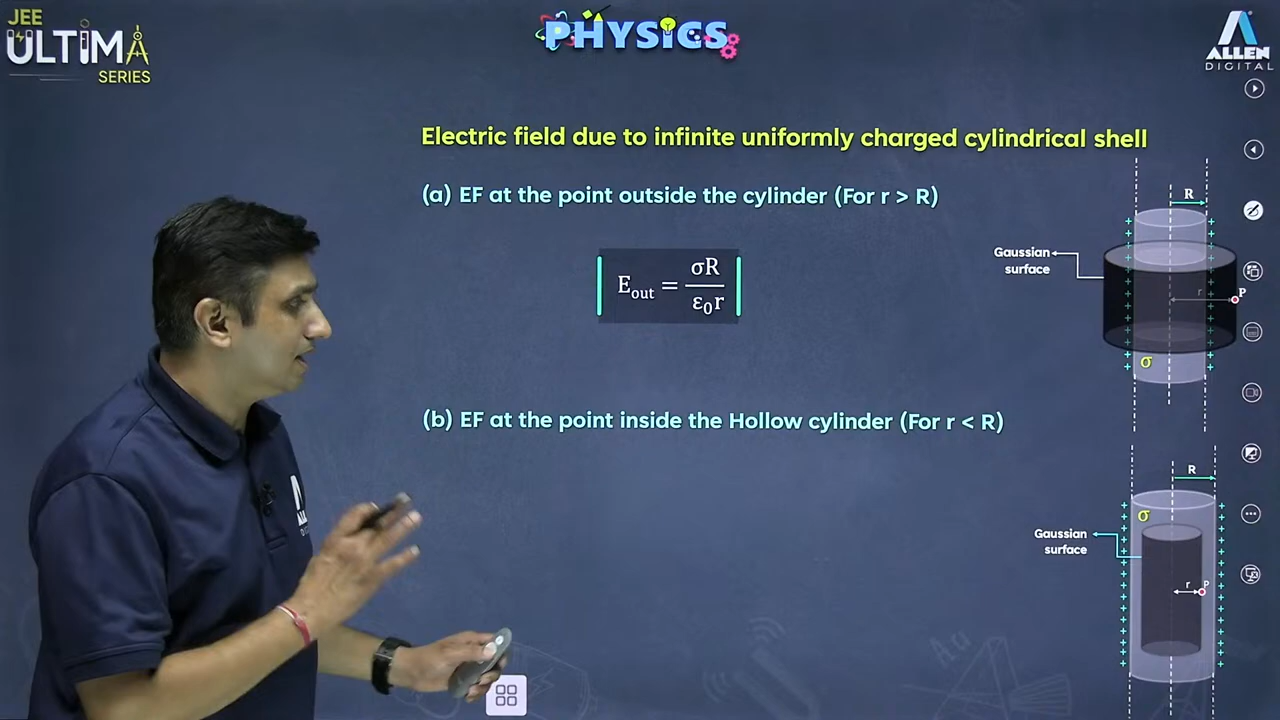 JEE
ULTIMA
SERIES
PHYSICS
ALLEN
DIGITAL
Electric field due to infinite uniformly charged cylindrical shell
(a) EF at the point outside the cylinder (For r > R)
R
Gaussian
surface
r
P
σ
E_out = σR / ε₀r
(b) EF at the point inside the Hollow cylinder (For r < R)
R
σ
Gaussian
surface
r
P
Au